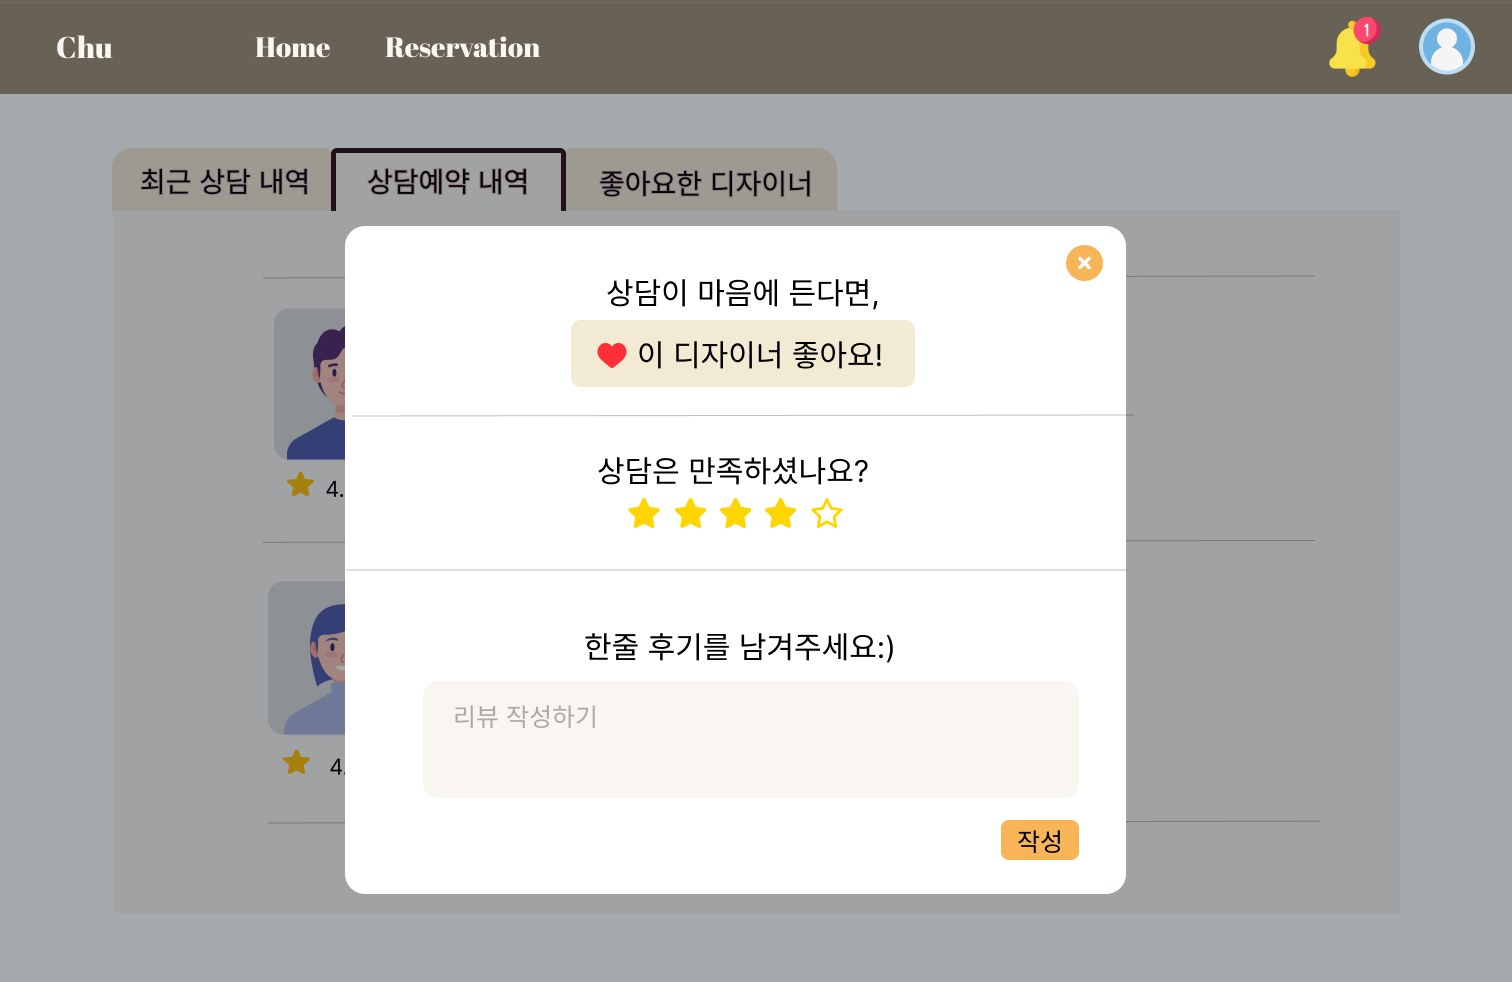 Chu
Home
Reservation
1
최근 상담 내역
상담예약 내역
좋아요한 디자이너
상담이 마음에 든다면,
이 디자이너 좋아요!
4.
상담은 만족하셨나요?
한줄 후기를 남겨주세요:)
리뷰 작성하기
4.
작성